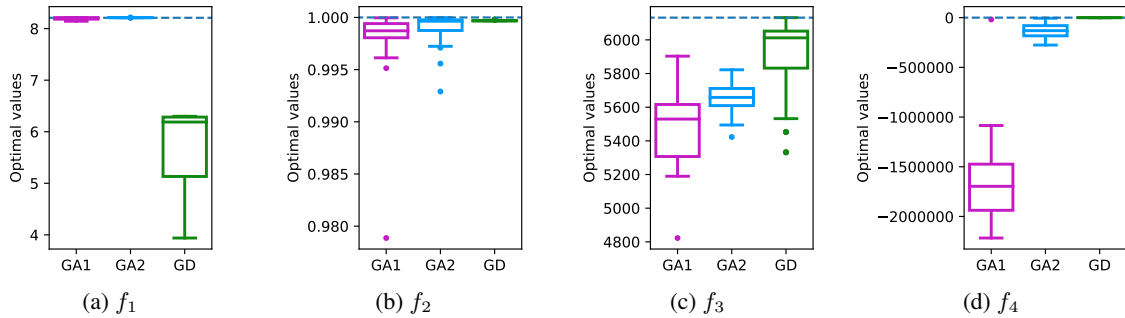 Optimal values
8
7
6
5
4
GA1 GA2 GD
(a) f1
Optimal values
1.000
0.995
0.990
0.985
0.980
GA1 GA2 GD
(b) f2
Optimal values
6000
5800
5600
5400
5200
5000
4800
GA1 GA2 GD
(c) f3
Optimal values
0
−500000
−1000000
−1500000
−2000000
GA1 GA2 GD
(d) f4